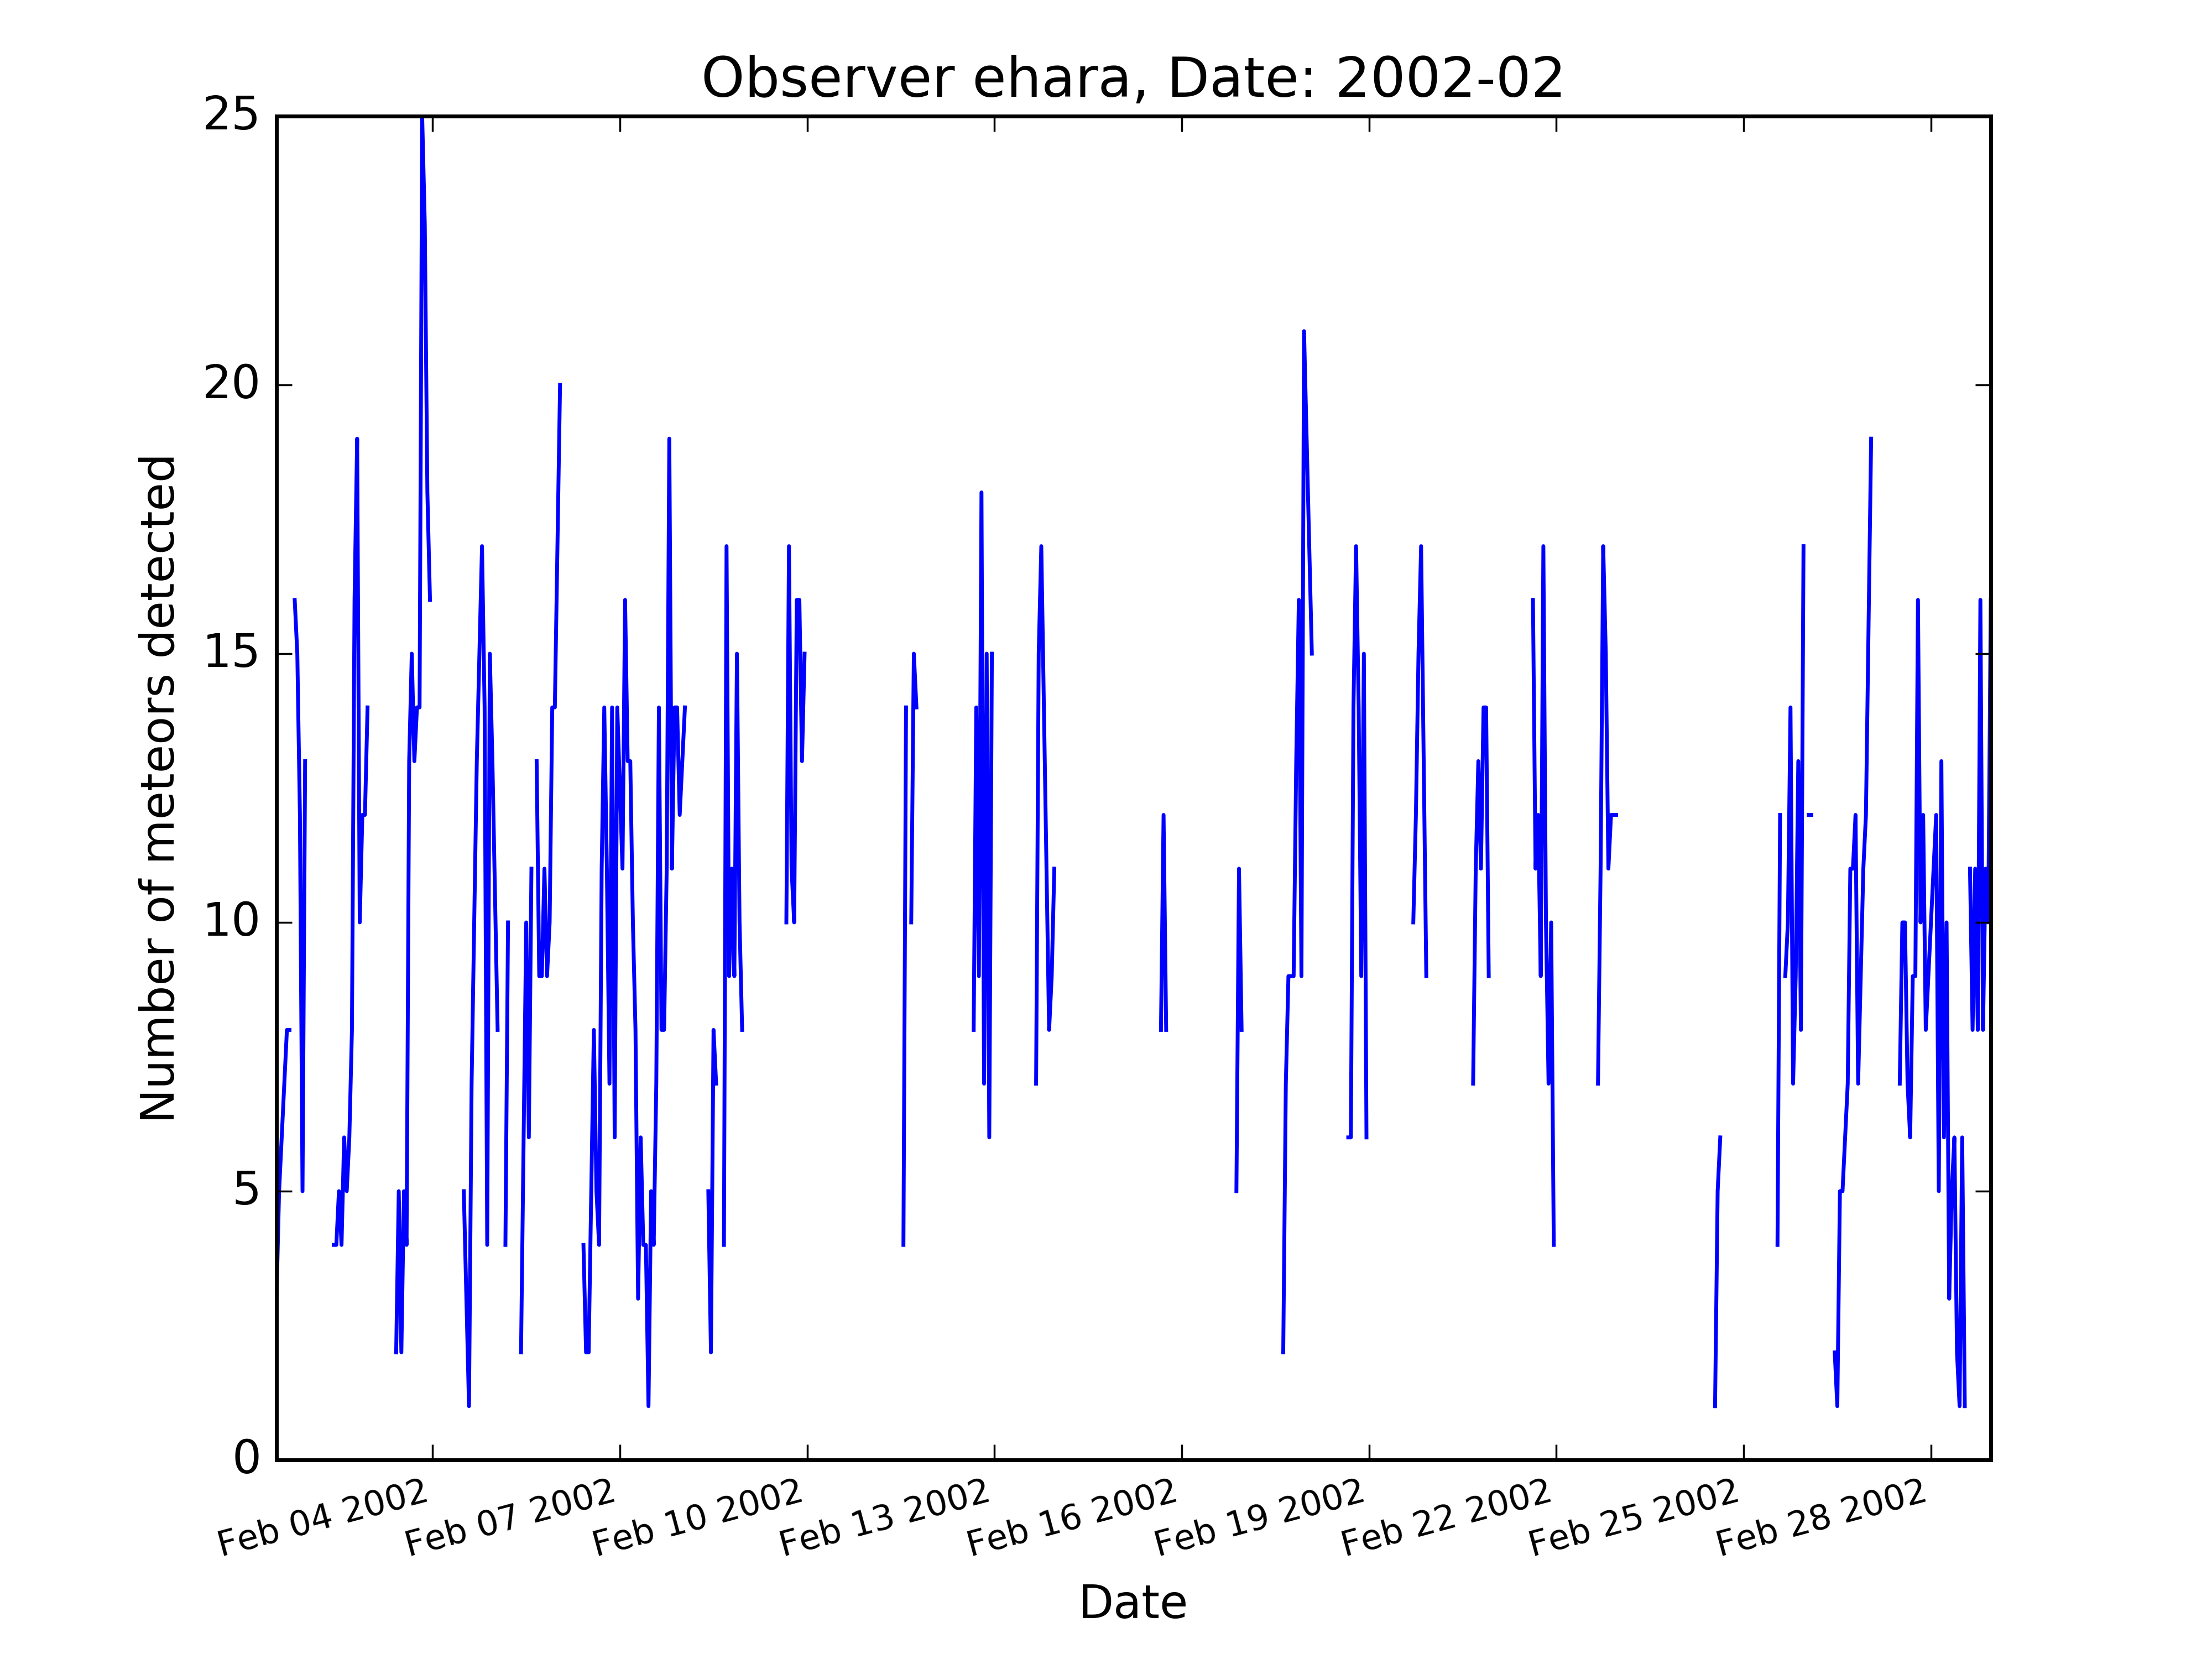 Observer ehara, Date: 2002-02
Number of meteors detected
25
20
15
10
5
0
Feb 04 2002
Feb 07 2002
Feb 10 2002
Feb 13 2002
Feb 16 2002
Feb 19 2002
Feb 22 2002
Feb 25 2002
Feb 28 2002
Date